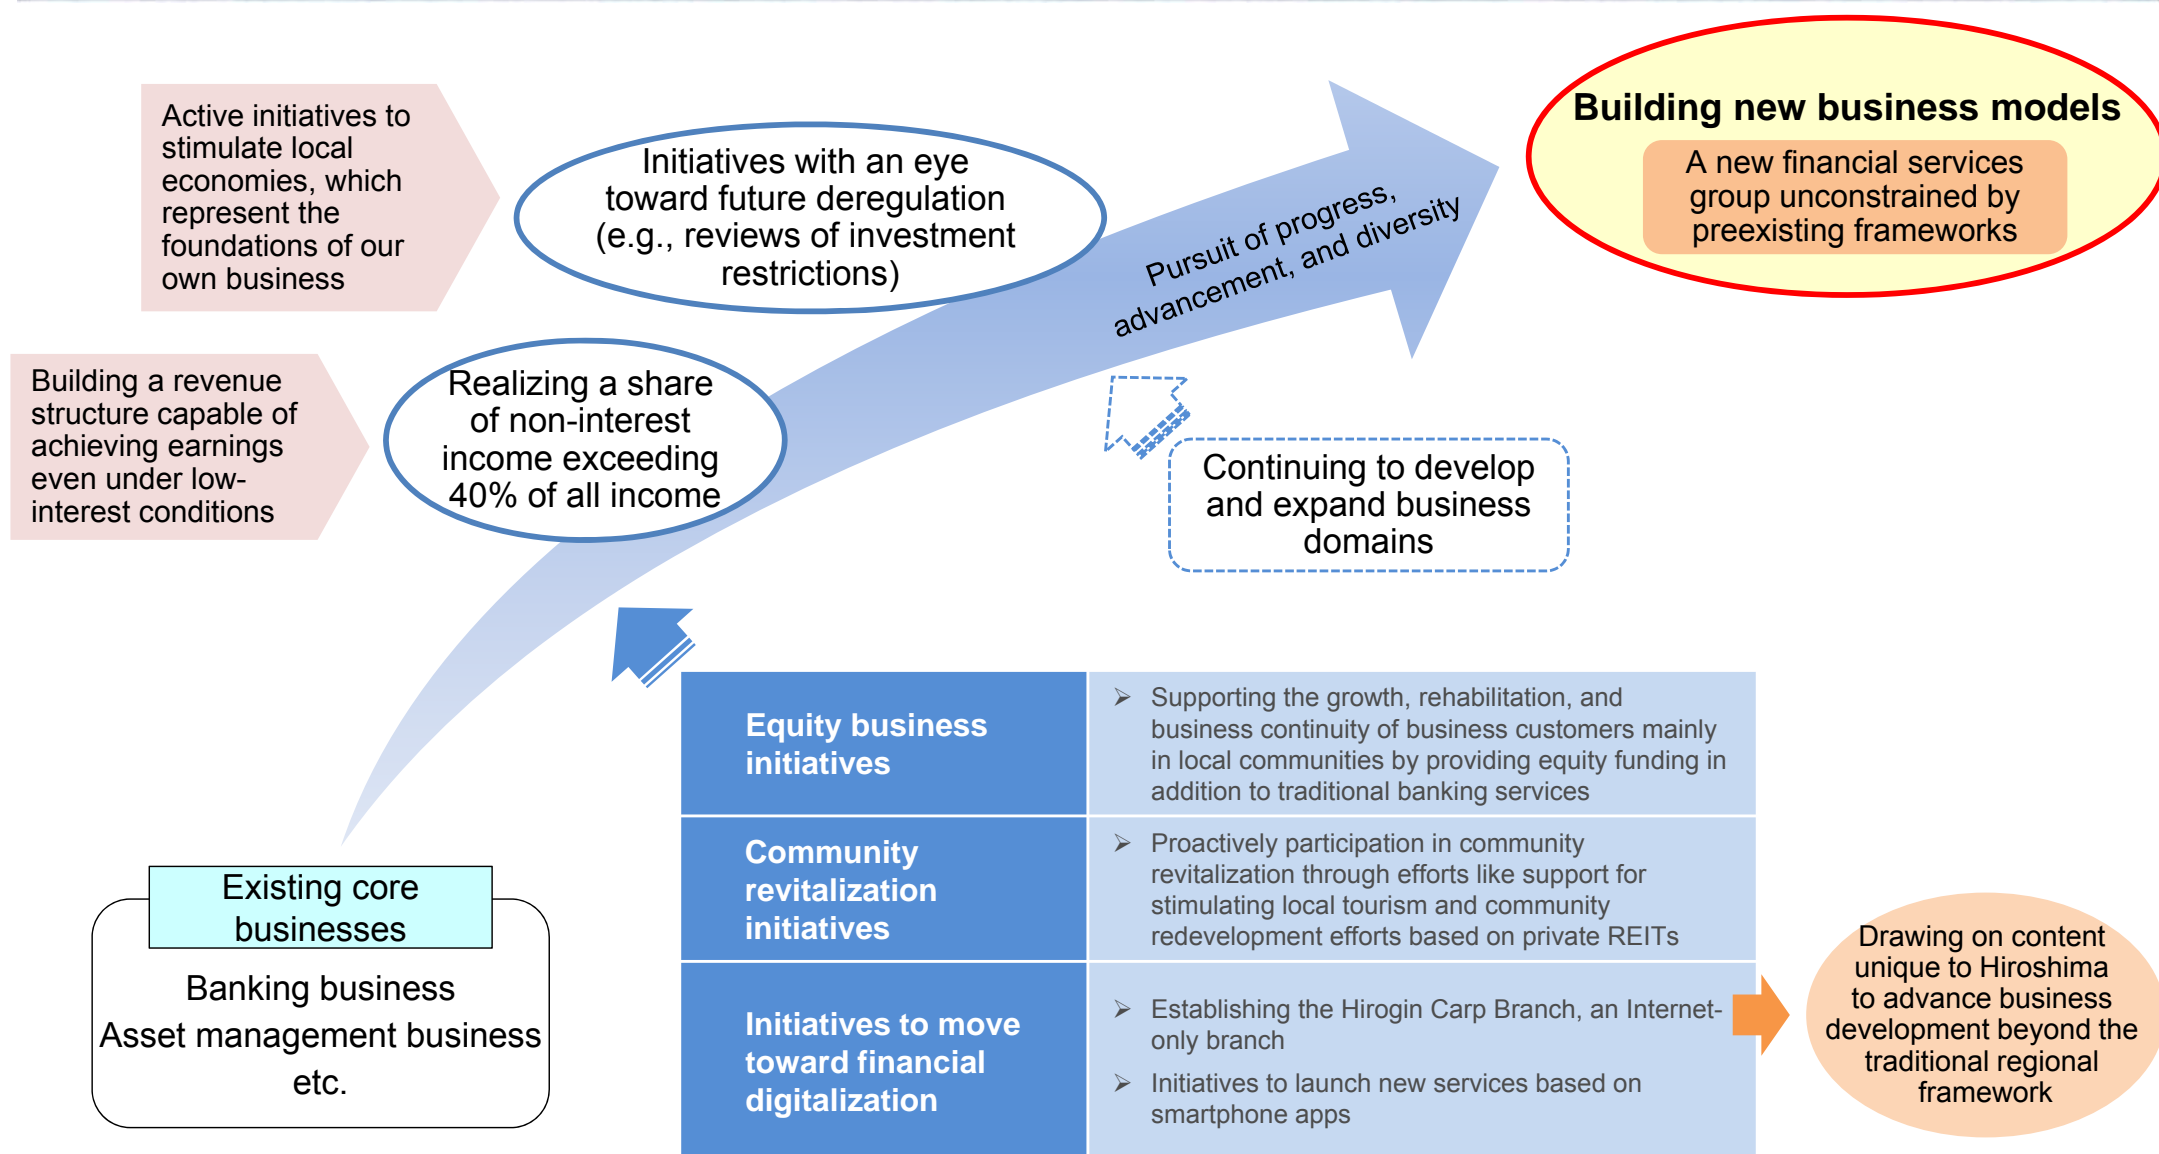 Building new business models
A new financial services
group unconstrained by
preexisting frameworks
Active initiatives to
stimulate local
economies, which
represent the
foundations of our
own business
Initiatives with an eye
toward future deregulation
(e.g., reviews of investment
restrictions)
Pursuit of progress,
advancement, and diversity
Building a revenue
structure capable of
achieving earnings
even under low-
interest conditions
Realizing a share
of non-interest
income exceeding
40% of all income
Continuing to develop
and expand business
domains
Existing core
businesses
Banking business
Asset management business
etc.
Equity business
initiatives
➢ Supporting the growth, rehabilitation, and
business continuity of business customers mainly
in local communities by providing equity funding in
addition to traditional banking services
Community
revitalization
initiatives
➢ Proactively participation in community
revitalization through efforts like support for
stimulating local tourism and community
redevelopment efforts based on private REITs
Initiatives to move
toward financial
digitalization
➢ Establishing the Hirogin Carp Branch, an Internet-
only branch
➢ Initiatives to launch new services based on
smartphone apps
Drawing on content
unique to Hiroshima
to advance business
development beyond the
traditional regional
framework